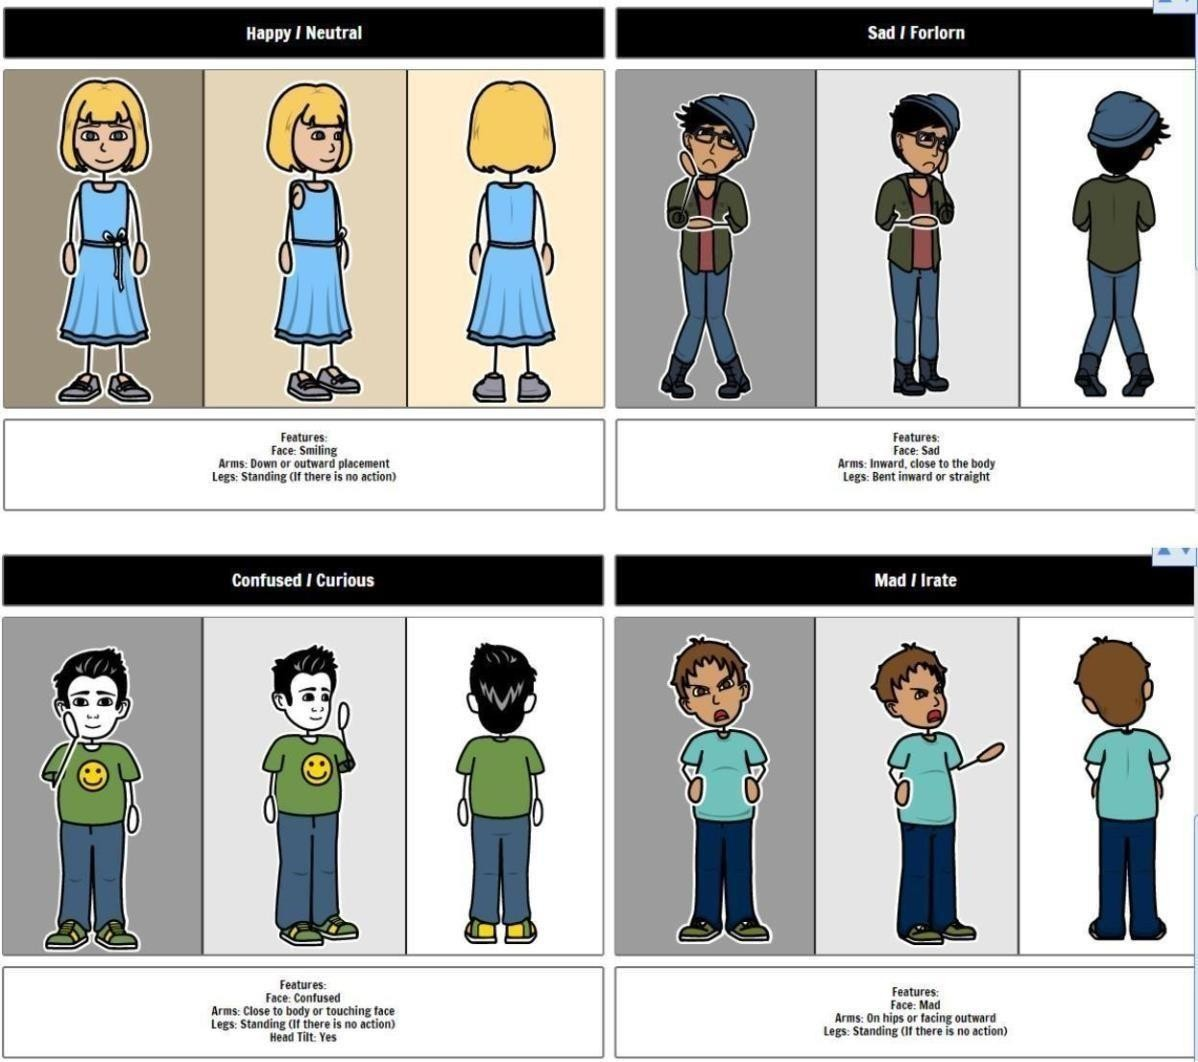 Happy / Neutral
Sad / Forlorn
Features:
Face: Smiling
Arms: Down or outward placement
Legs: Standing (If there is no action)
Features:
Face: Sad
Arms: Inward, close to the body
Legs: Bent inward or straight
Confused / Curious
Mad / Irate
Features:
Face: Confused
Arms: Close to body or touching face
Legs: Standing (If there is no action)
Head Tilt: Yes
Features:
Face: Mad
Arms: On hips or facing outward
Legs: Standing (If there is no action)